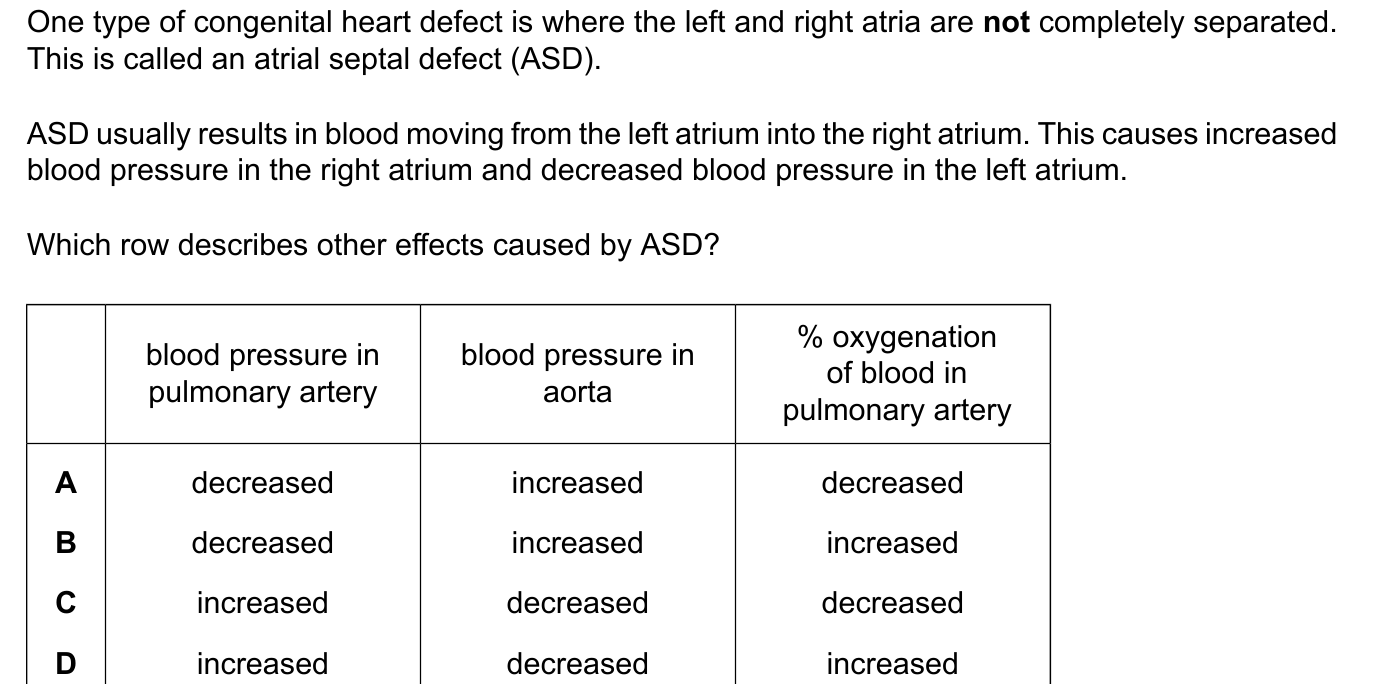 One type of congenital heart defect is where the left and right atria are not completely separated.
This is called an atrial septal defect (ASD).
ASD usually results in blood moving from the left atrium into the right atrium. This causes increased
blood pressure in the right atrium and decreased blood pressure in the left atrium.
Which row describes other effects caused by ASD?
blood pressure in
pulmonary artery
blood pressure in
aorta
% oxygenation
of blood in
pulmonary artery
A decreased increased decreased
B decreased increased increased
C increased decreased decreased
D increased decreased increased